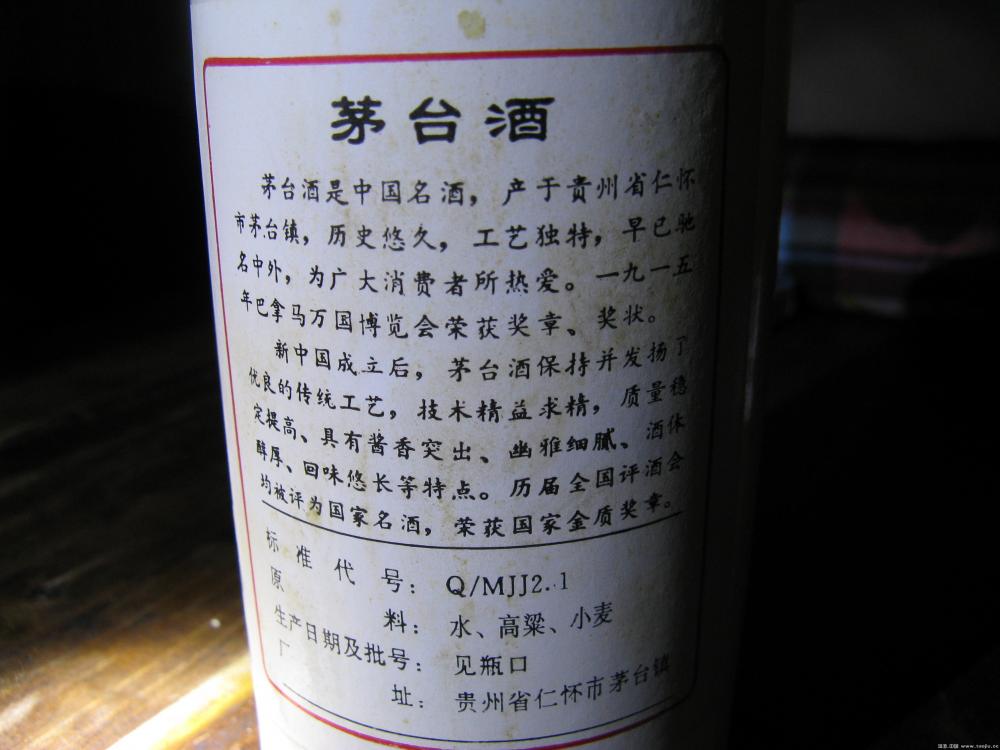 茅台酒
茅台酒是中国名酒，产于贵州省仁怀
市茅台镇，历史悠久，工艺独特，早已驰
名中外，为广大消费者所热爱。一九一五
年巴拿马万国博览会荣获奖章、奖状。
新中国成立后，茅台酒保持并发扬了
优良的传统工艺，技术精益求精，质量稳
定提高、具有酱香突出、幽雅细腻、酒体
醇厚、回味悠长等特点。历届全国评酒会
均被评为国家名酒，荣获国家金质奖章。
标准代号：Q/MJJ2.1
原料：水、高粱、小麦
生产日期及批号：见瓶口
厂址：贵州省仁怀市茅台镇